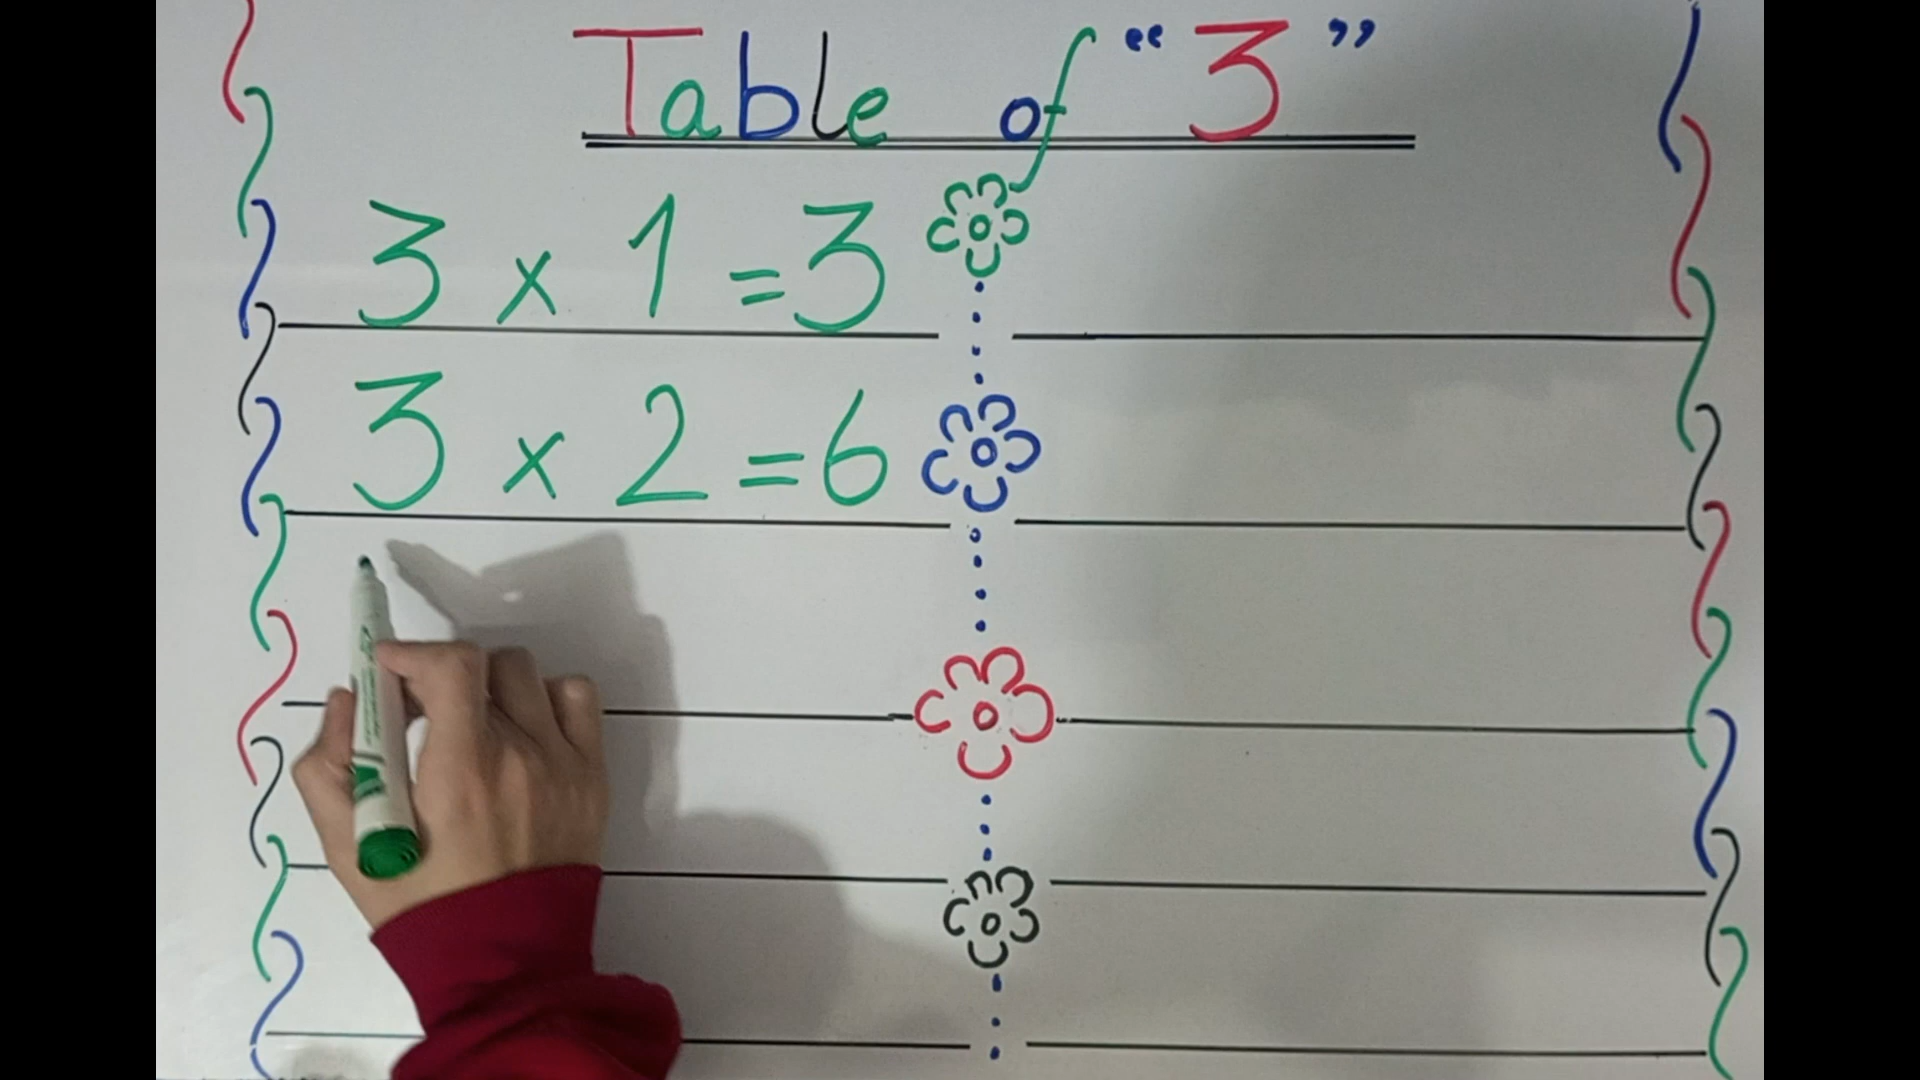 Table of “3”
3 x 1 = 3
3 x 2 = 6